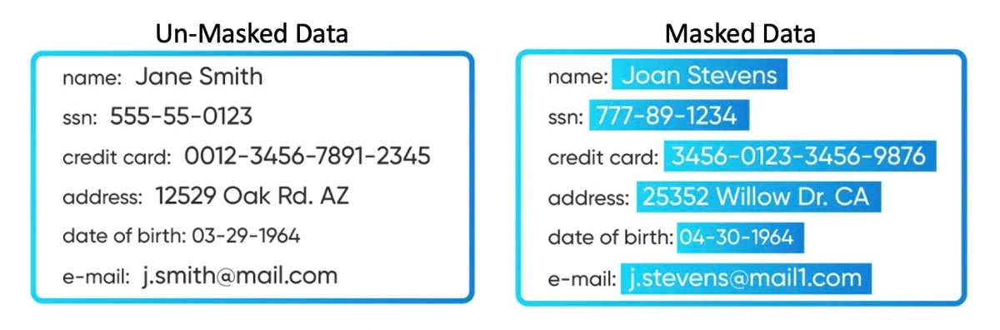 Un-Masked Data
name: Jane Smith
ssn: 555-55-0123
credit card: 0012-3456-7891-2345
address: 12529 Oak Rd. AZ
date of birth: 03-29-1964
e-mail: j.smith@mail.com
Masked Data
name: Joan Stevens
ssn: 777-89-1234
credit card: 3456-0123-3456-9876
address: 25352 Willow Dr. CA
date of birth: 04-30-1964
e-mail: j.stevens@mail1.com